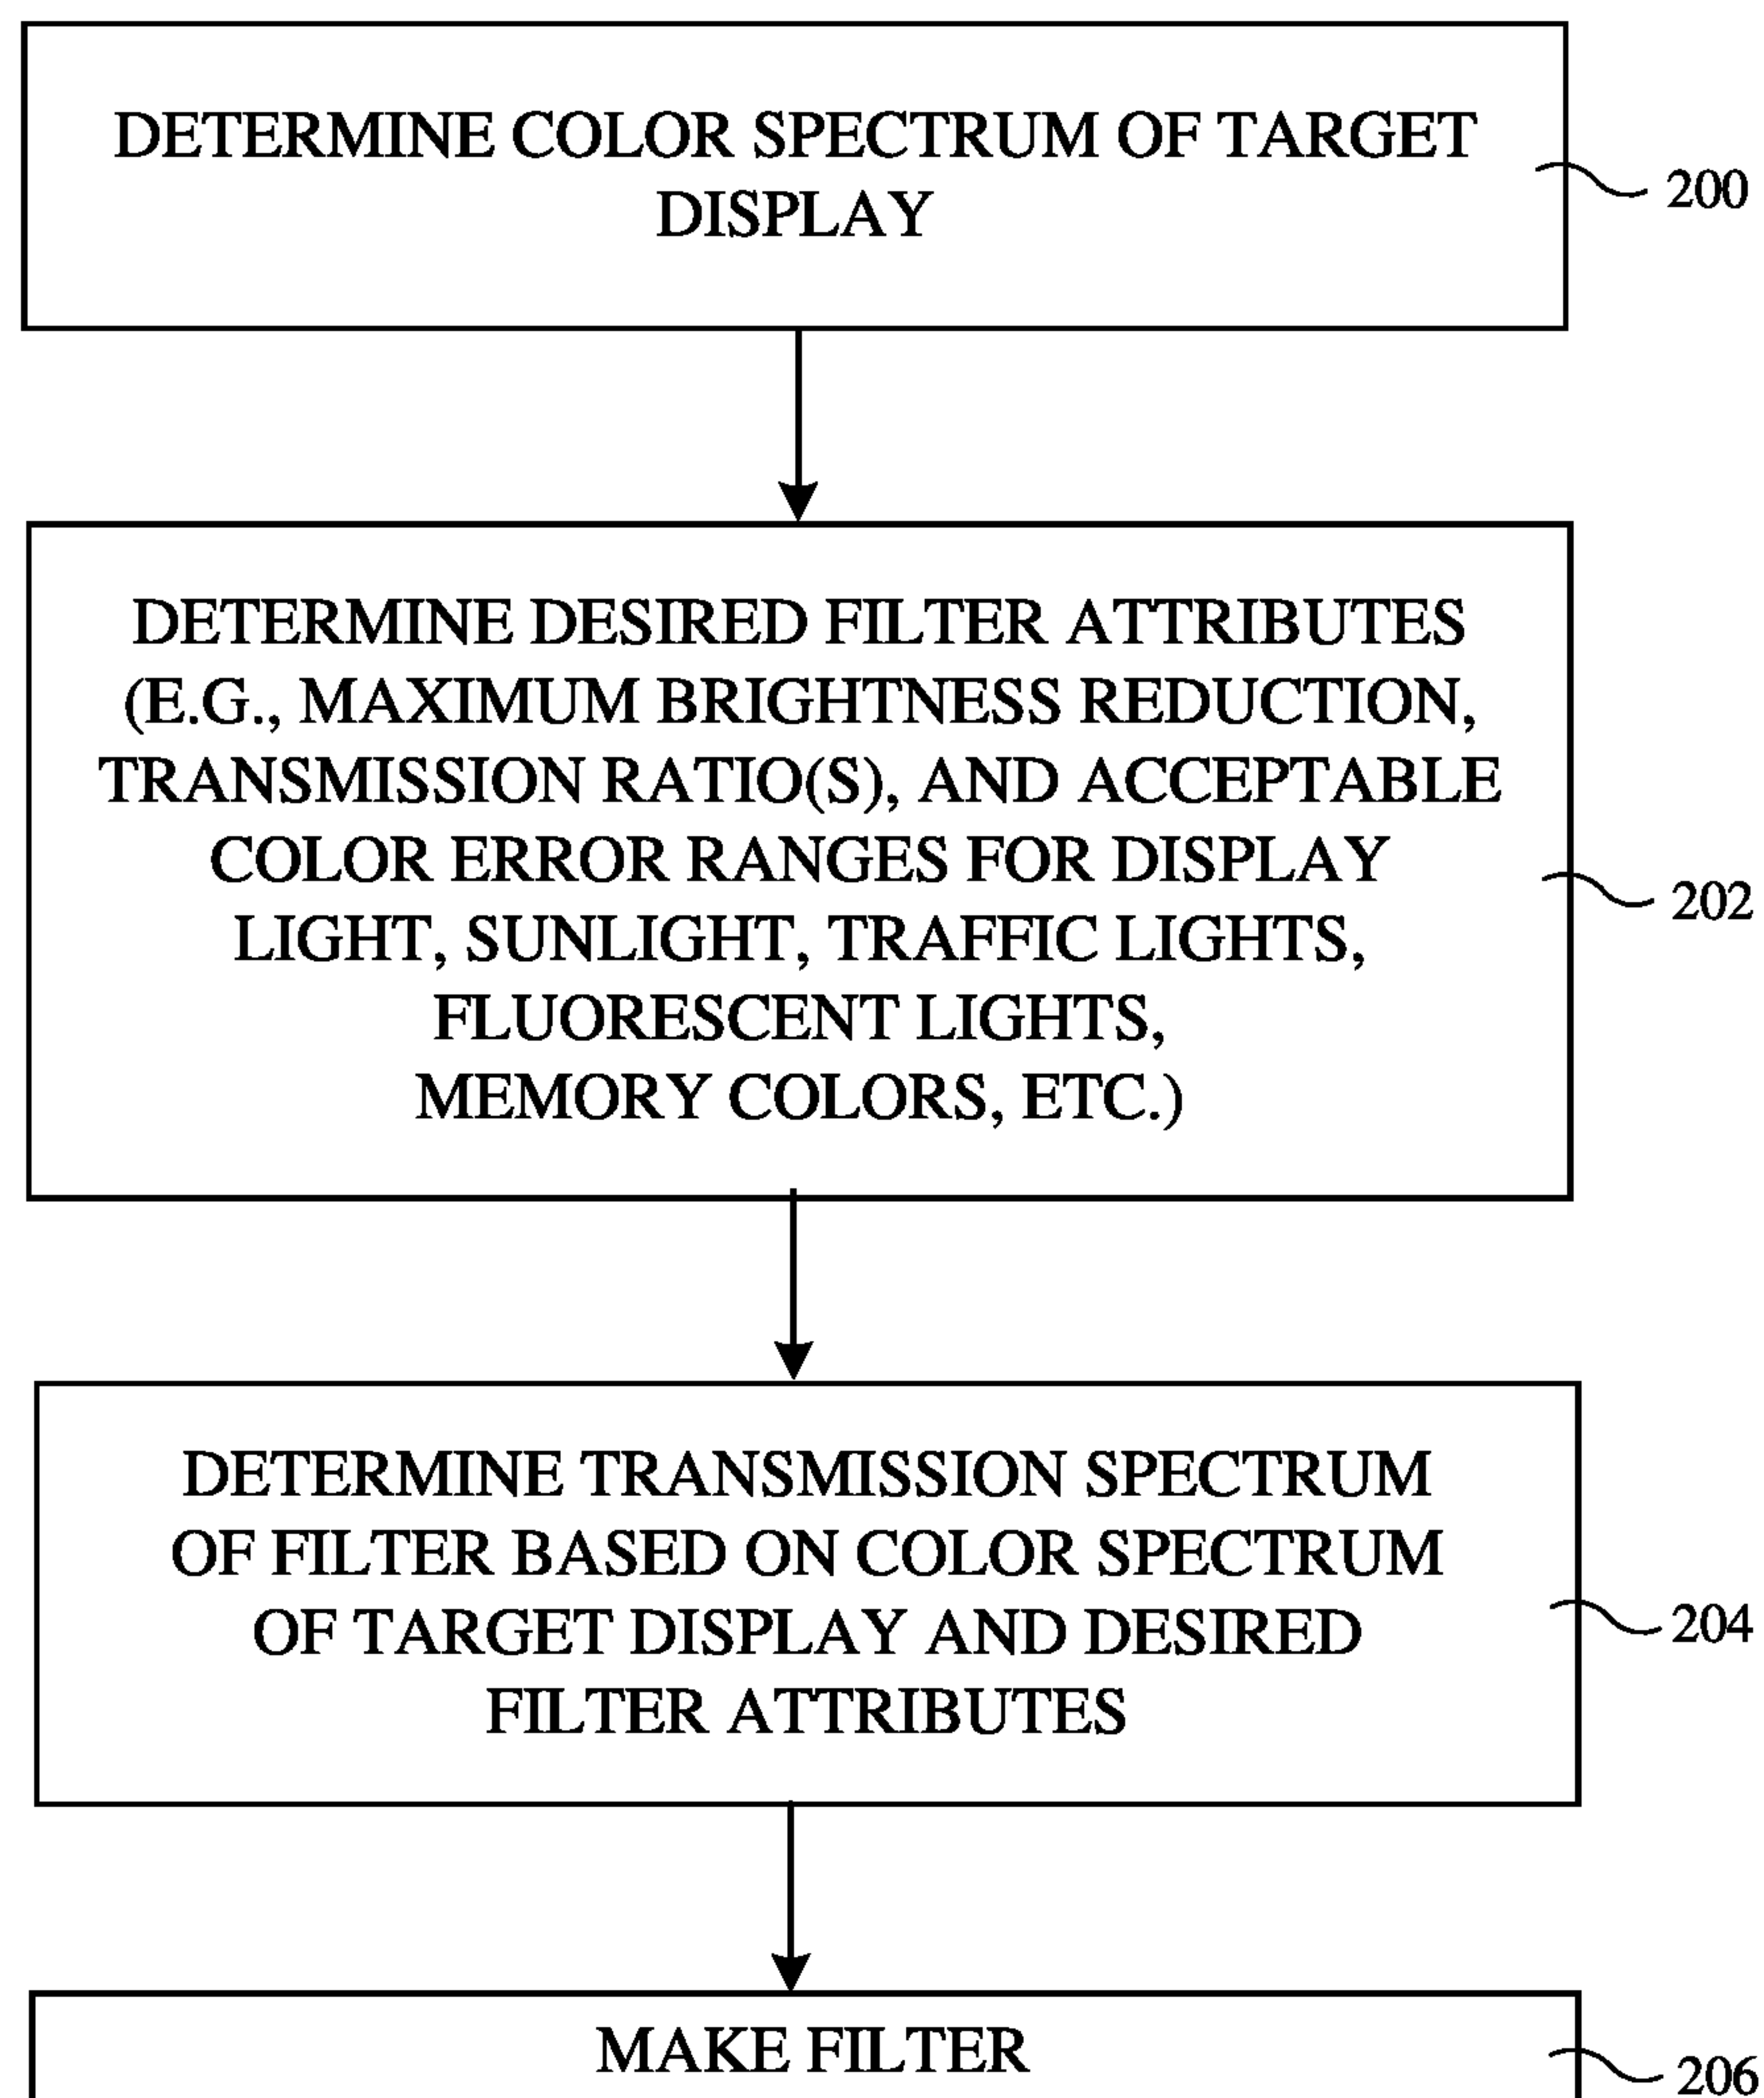 DETERMINE COLOR SPECTRUM OF TARGET
DISPLAY
200
DETERMINE DESIRED FILTER ATTRIBUTES
(E.G., MAXIMUM BRIGHTNESS REDUCTION,
TRANSMISSION RATIO(S), AND ACCEPTABLE
COLOR ERROR RANGES FOR DISPLAY
LIGHT, SUNLIGHT, TRAFFIC LIGHTS,
FLUORESCENT LIGHTS,
MEMORY COLORS, ETC.)
202
DETERMINE TRANSMISSION SPECTRUM
OF FILTER BASED ON COLOR SPECTRUM
OF TARGET DISPLAY AND DESIRED
FILTER ATTRIBUTES
204
MAKE FILTER
206